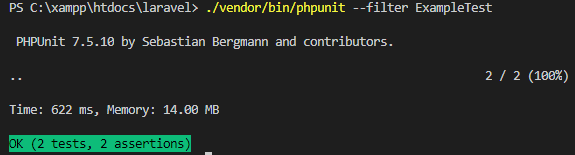 PS C:\xampp\htdocs\laravel> ./vendor/bin/phpunit --filter ExampleTest
PHPUnit 7.5.10 by Sebastian Bergmann and contributors.
.. 2 / 2 (100%)
Time: 622 ms, Memory: 14.00 MB
OK (2 tests, 2 assertions)